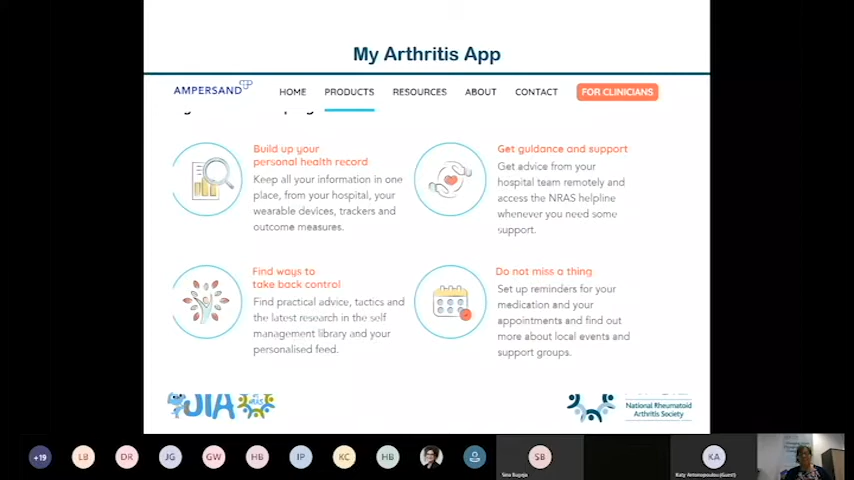 My Arthritis App
AMPERSAND
HOME
PRODUCTS
RESOURCES
ABOUT
CONTACT
FOR CLINICIANS
Build up your
personal health record
Keep all your information in one
place, from your hospital, your
wearable devices, trackers and
outcome measures.
Get guidance and support
Get advice from your
hospital team remotely and
access the NRAS helpline
whenever you need some
support.
Find ways to
take back control
Find practical advice, tactics and
the latest research in the self
management library and your
personalised feed.
Do not miss a thing
Set up reminders for your
medication and your
appointments and find out
more about local events and
support groups.
JIA
NRAS
National Rheumatoid
Arthritis Society
+19
LB
DR
JG
GW
HB
IP
KC
HB
SB
KA
Katy Antonopoulou (Guest)